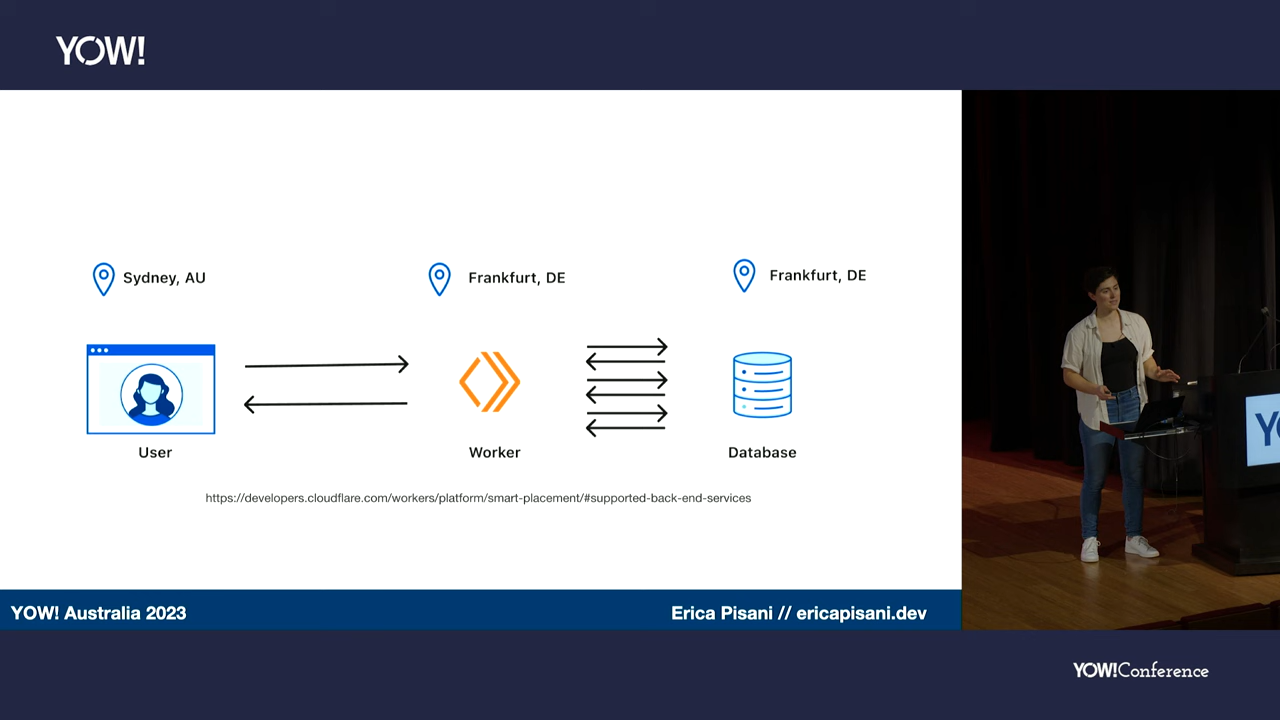 YOW!
Sydney, AU
Frankfurt, DE
Frankfurt, DE
User
Worker
Database
https://developers.cloudflare.com/workers/platform/smart-placement/#supported-back-end-services
YOW! Australia 2023
Erica Pisani // ericapisani.dev
YOW!Conference